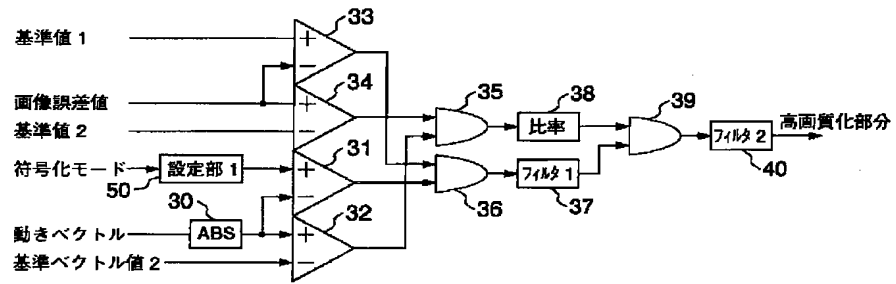 33
基準値 1
+
−
34
画像誤差値
+
35
38
39
基準値 2
−
比率
高画質化部分
31
フィルタ 2
符号化モード
設定部 1
+
50
−
フィルタ 1
40
30
32
36
37
動きベクトル
ABS
+
基準ベクトル値 2
−